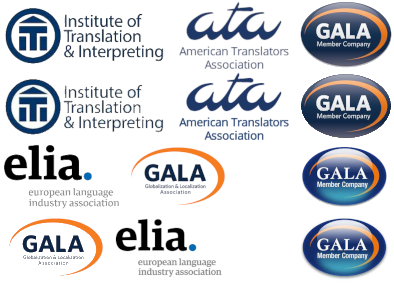 Institute of
Translation
& Interpreting
ata
American Translators
Association
GALA
Member Company
Institute of
Translation
& Interpreting
ata
American Translators
Association
GALA
Member Company
elia.
european language
industry association
GALA
Globalization & Localization
Association
GALA
Member Company
GALA
Globalization & Localization
Association
elia.
european language
industry association
GALA
Member Company